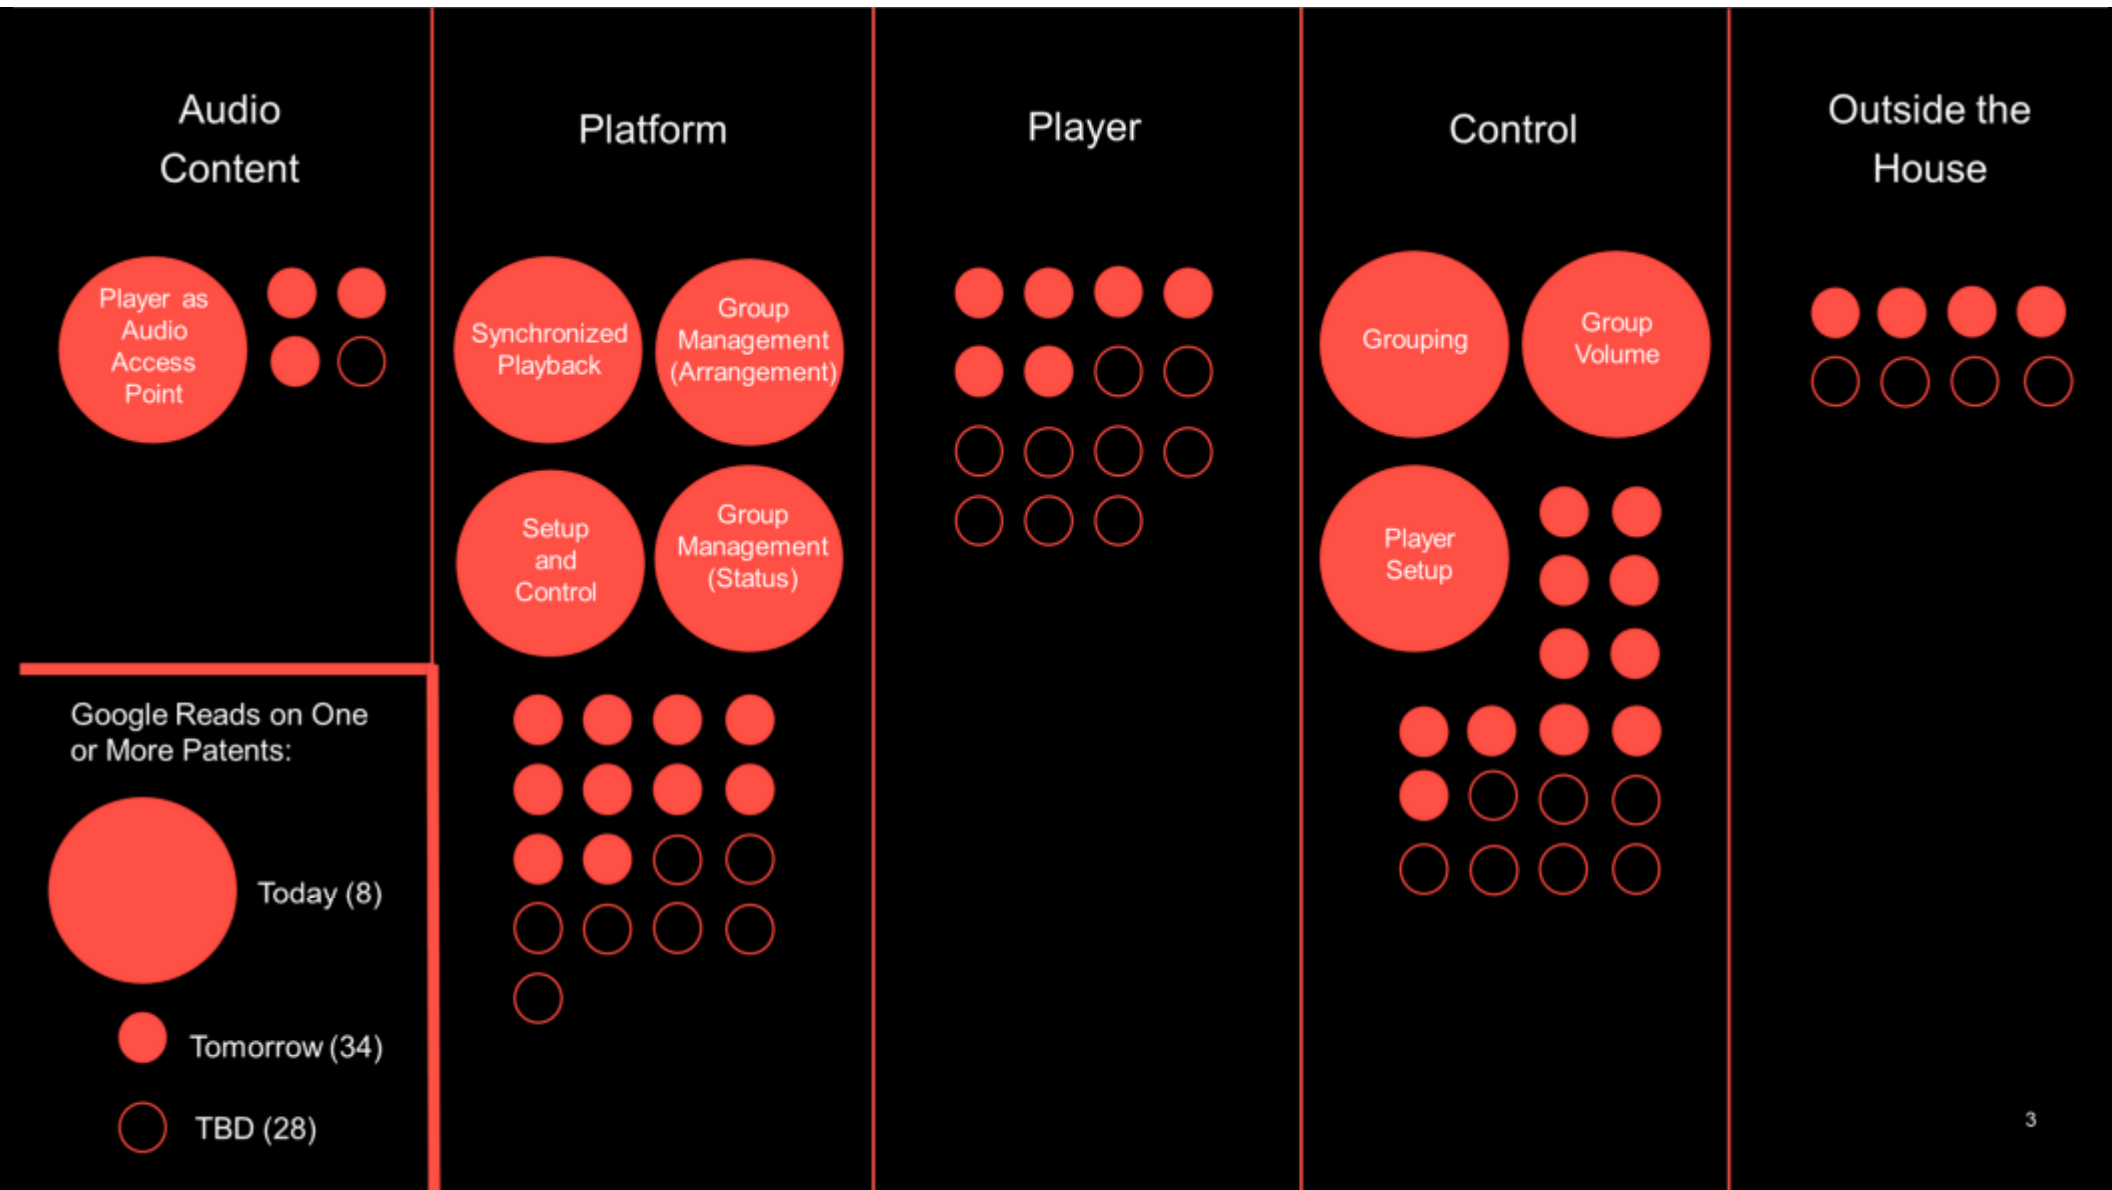 Audio
Content
Platform
Player
Control
Outside the
House
Player as
Audio
Access
Point
Synchronized
Playback
Group
Management
(Arrangement)
Setup
and
Control
Group
Management
(Status)
Grouping
Group
Volume
Player
Setup
Google Reads on One
or More Patents:
Today (8)
Tomorrow (34)
TBD (28)
3